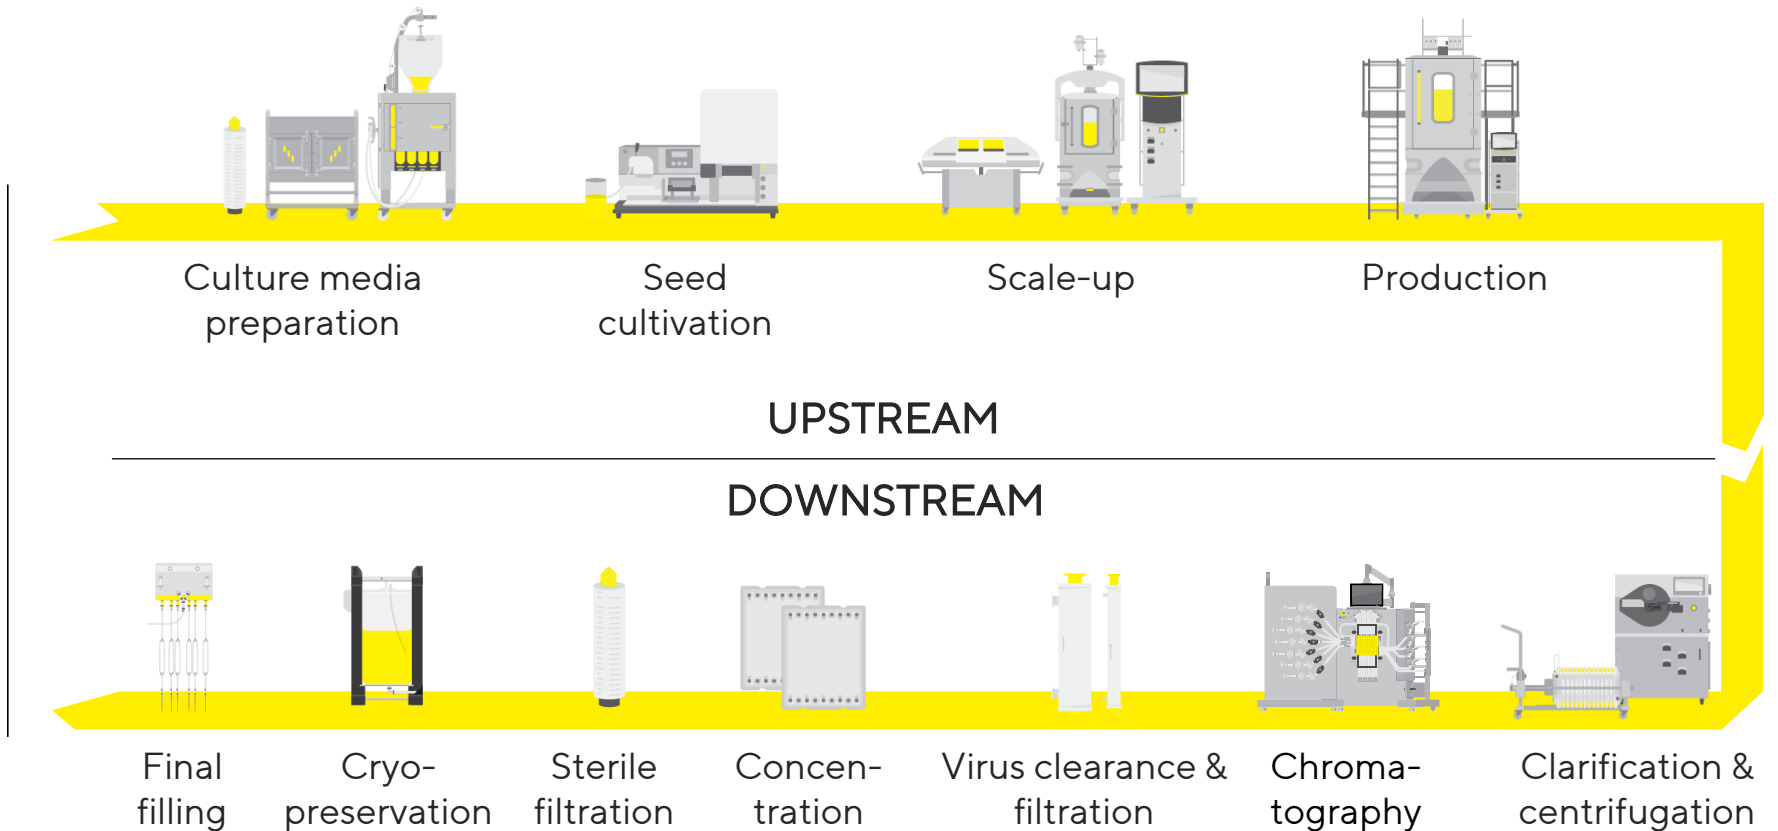 Culture media
preparation
Seed
cultivation
Scale-up
Production
UPSTREAM
DOWNSTREAM
Final
filling
Cryo-
preservation
Sterile
filtration
Concen-
tration
Virus clearance &
filtration
Chroma-
tography
Clarification &
centrifugation